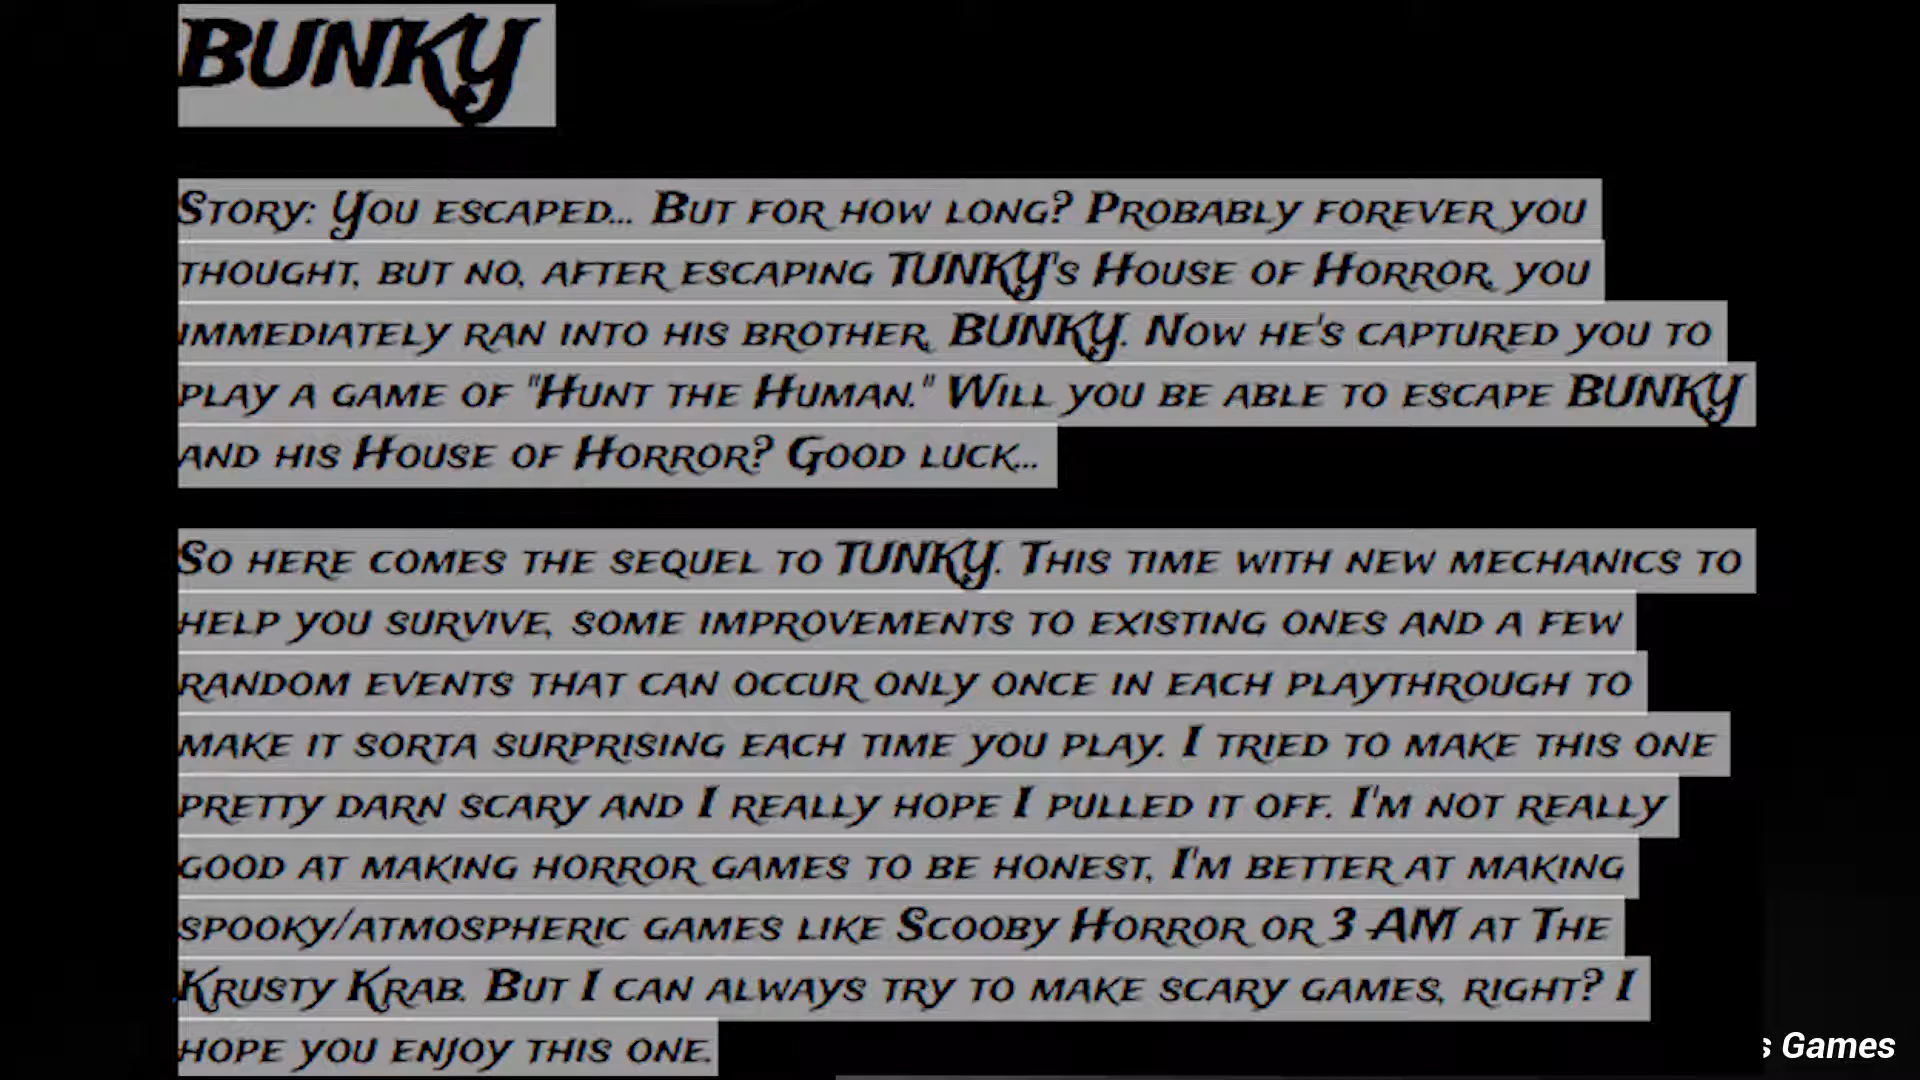 BUNKY
Story: You escaped... But for how long? Probably forever you
thought, but no, after escaping TUNKY's House of Horror, you
immediately ran into his brother, BUNKY. Now he's captured you to
play a game of "Hunt the Human." Will you be able to escape BUNKY
and his House of Horror? Good luck...
So here comes the sequel to TUNKY. This time with new mechanics to
help you survive, some improvements to existing ones and a few
random events that can occur only once in each playthrough to
make it sorta surprising each time you play. I tried to make this one
pretty darn scary and I really hope I pulled it off. I'm not really
good at making horror games to be honest, I'm better at making
spooky/atmospheric games like Scooby Horror or 3 AM at The
Krusty Krab. But I can always try to make scary games, right? I
hope you enjoy this one.
s Games